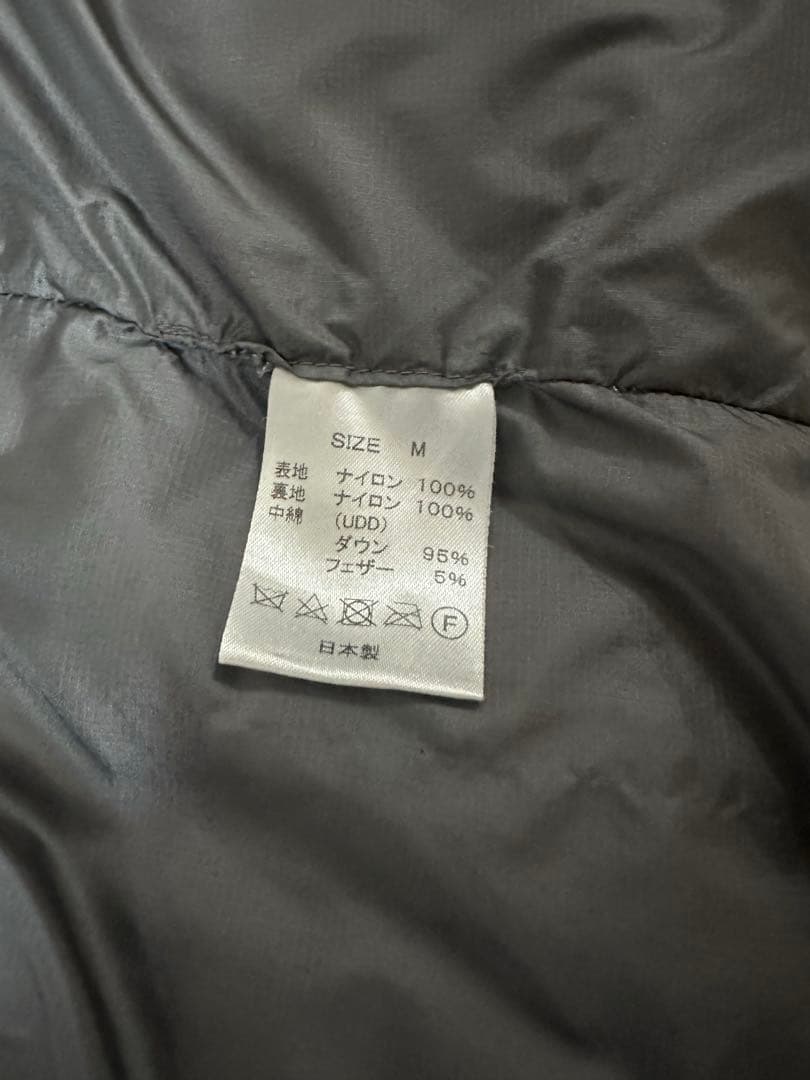 SIZE M
表地 ナイロン 100%
裏地 ナイロン 100%
中綿 (UDD)
ダウン 95%
フェザー 5%
F
日本製